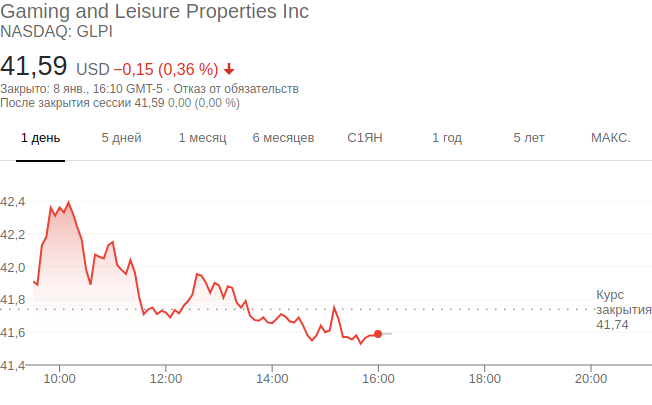 Gaming and Leisure Properties Inc
NASDAQ: GLPI
41,59 USD −0,15 (0,36 %)
Закрыто: 8 янв., 16:10 GMT-5 · Отказ от обязательств
После закрытия сессии 41,59 0,00 (0,00 %)
1 день 5 дней 1 месяц 6 месяцев С1ЯН 1 год 5 лет МАКС.
42,4
42,2
42,0
41,8
41,6
41,4
Курс
закрытия
41,74
10:00 12:00 14:00 16:00 18:00 20:00